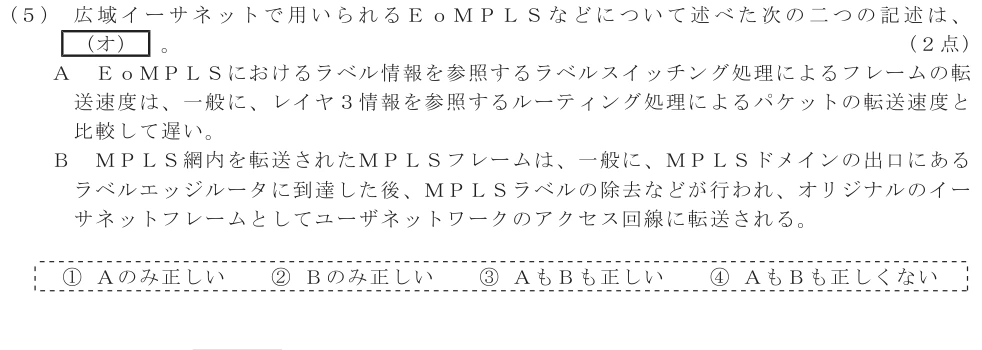 （５） 広域イーサネットで用いられるＥｏＭＰＬＳなどについて述べた次の二つの記述は、
（オ） 。 （２点）
Ａ ＥｏＭＰＬＳにおけるラベル情報を参照するラベルスイッチング処理によるフレームの転
送速度は、一般に、レイヤ３情報を参照するルーティング処理によるパケットの転送速度と
比較して遅い。
Ｂ ＭＰＬＳ網内を転送されたＭＰＬＳフレームは、一般に、ＭＰＬＳドメインの出口にある
ラベルエッジルータに到達した後、ＭＰＬＳラベルの除去などが行われ、オリジナルのイー
サネットフレームとしてユーザネットワークのアクセス回線に転送される。
① Ａのみ正しい ② Ｂのみ正しい ③ ＡもＢも正しい ④ ＡもＢも正しくない